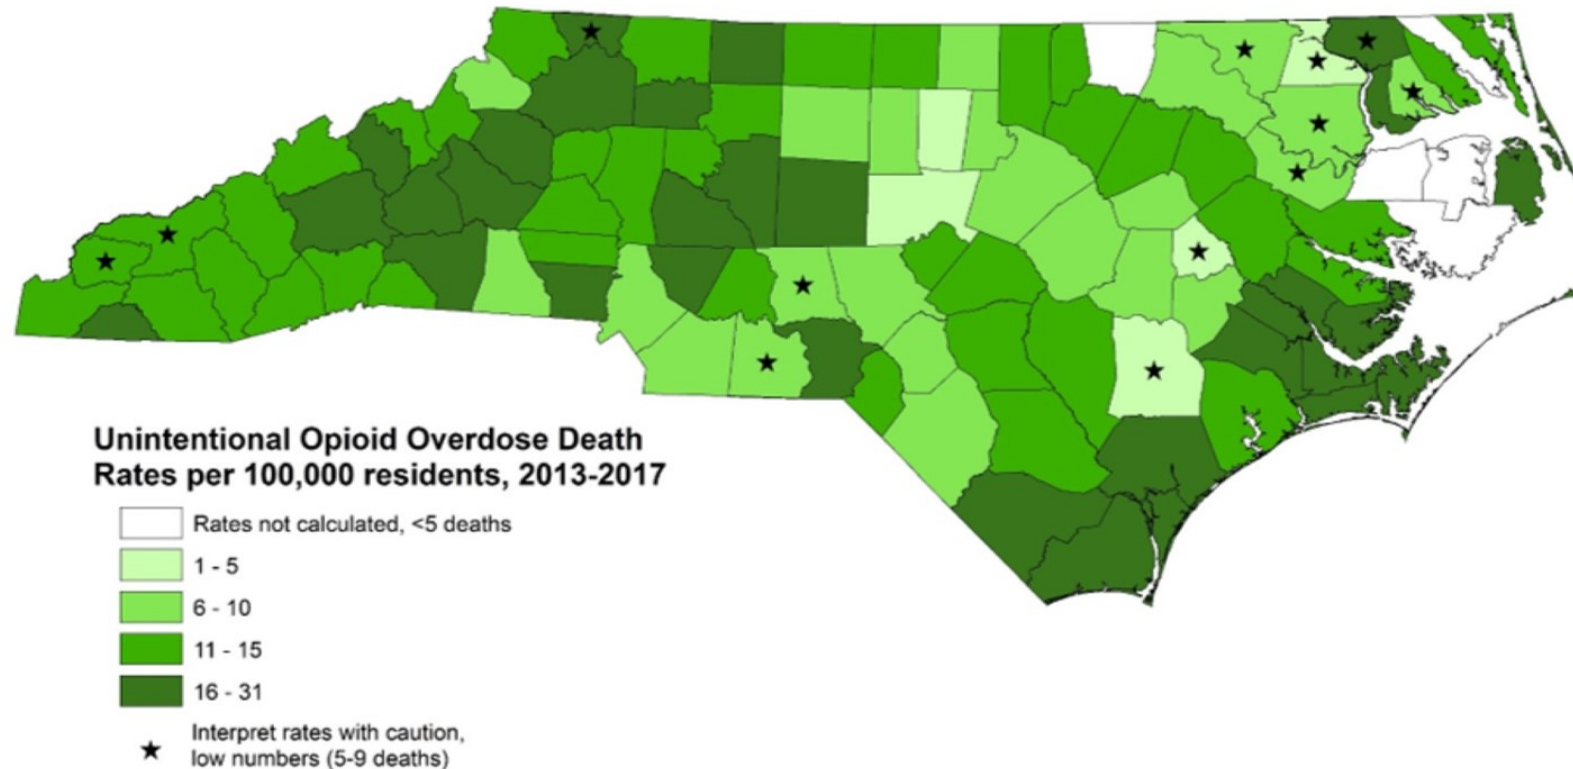 Unintentional Opioid Overdose Death
Rates per 100,000 residents, 2013-2017
Rates not calculated, <5 deaths
1 - 5
6 - 10
11 - 15
16 - 31
Interpret rates with caution,
low numbers (5-9 deaths)